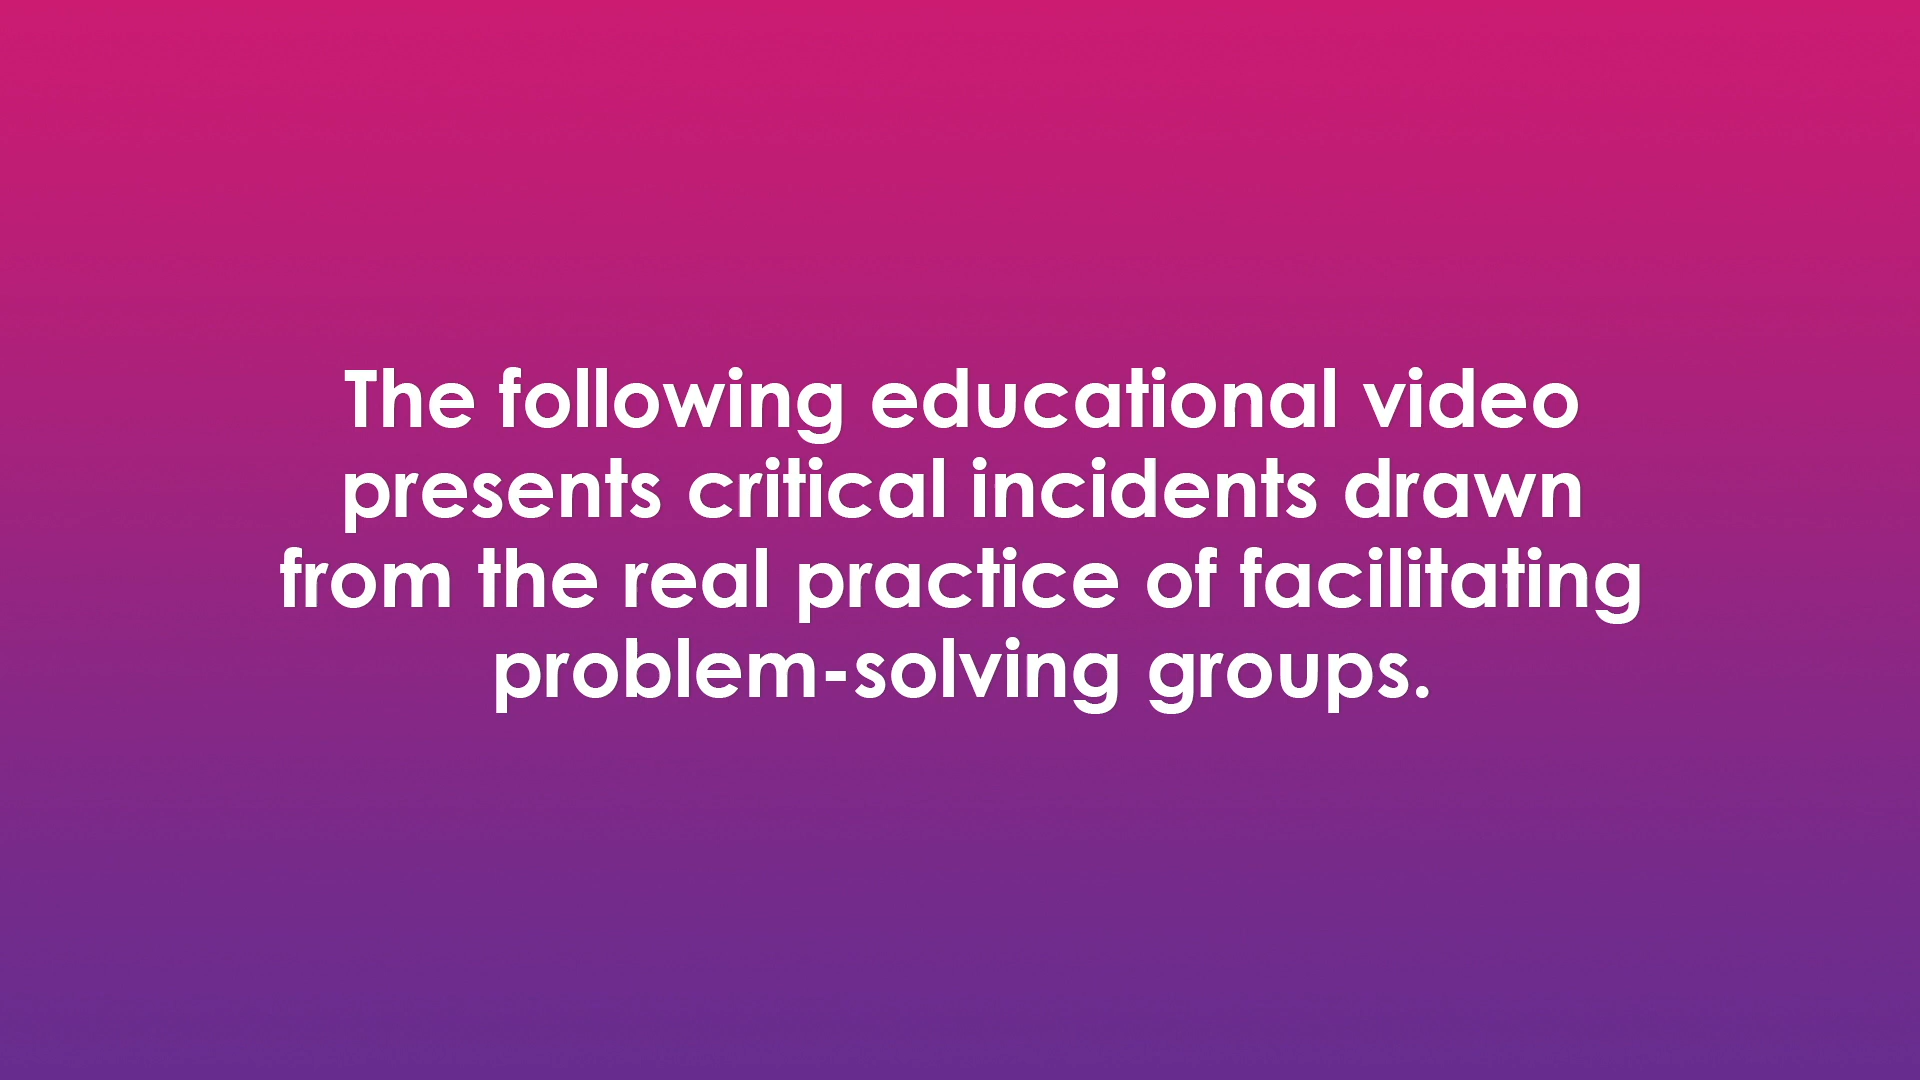 The following educational video
presents critical incidents drawn
from the real practice of facilitating
problem-solving groups.